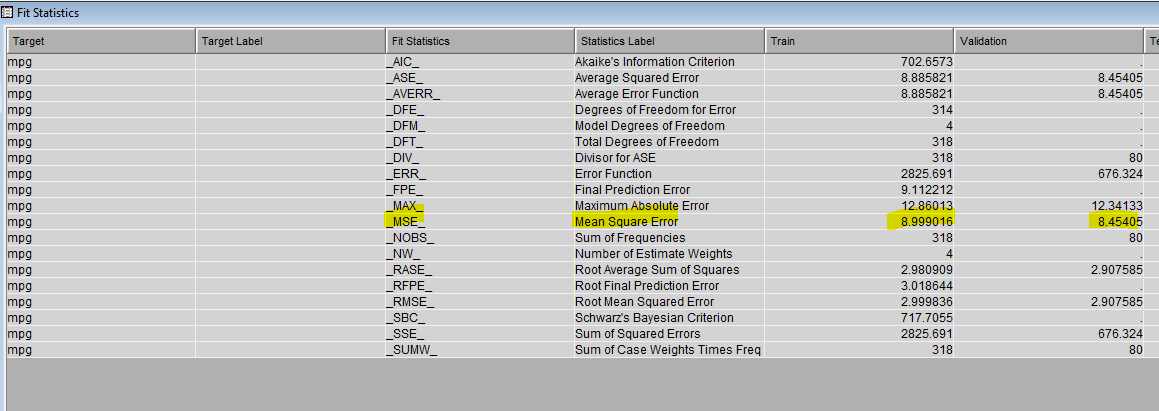 Fit Statistics
Target Target Label Fit Statistics Statistics Label Train Validation Te
mpg _AIC_ Akaike's Information Criterion 702.6573 .
mpg _ASE_ Average Squared Error 8.885821 8.45405
mpg _AVERR_ Average Error Function 8.885821 8.45405
mpg _DFE_ Degrees of Freedom for Error 314 .
mpg _DFM_ Model Degrees of Freedom 4 .
mpg _DFT_ Total Degrees of Freedom 318 .
mpg _DIV_ Divisor for ASE 318 80
mpg _ERR_ Error Function 2825.691 676.324
mpg _FPE_ Final Prediction Error 9.112212 .
mpg _MAX_ Maximum Absolute Error 12.86013 12.34133
mpg _MSE_ Mean Square Error 8.999016 8.45405
mpg _NOBS_ Sum of Frequencies 318 80
mpg _NW_ Number of Estimate Weights 4 .
mpg _RASE_ Root Average Sum of Squares 2.980909 2.907585
mpg _RFPE_ Root Final Prediction Error 3.018644 .
mpg _RMSE_ Root Mean Squared Error 2.999836 2.907585
mpg _SBC_ Schwarz's Bayesian Criterion 717.7055 .
mpg _SSE_ Sum of Squared Errors 2825.691 676.324
mpg _SUMW_ Sum of Case Weights Times Freq 318 80